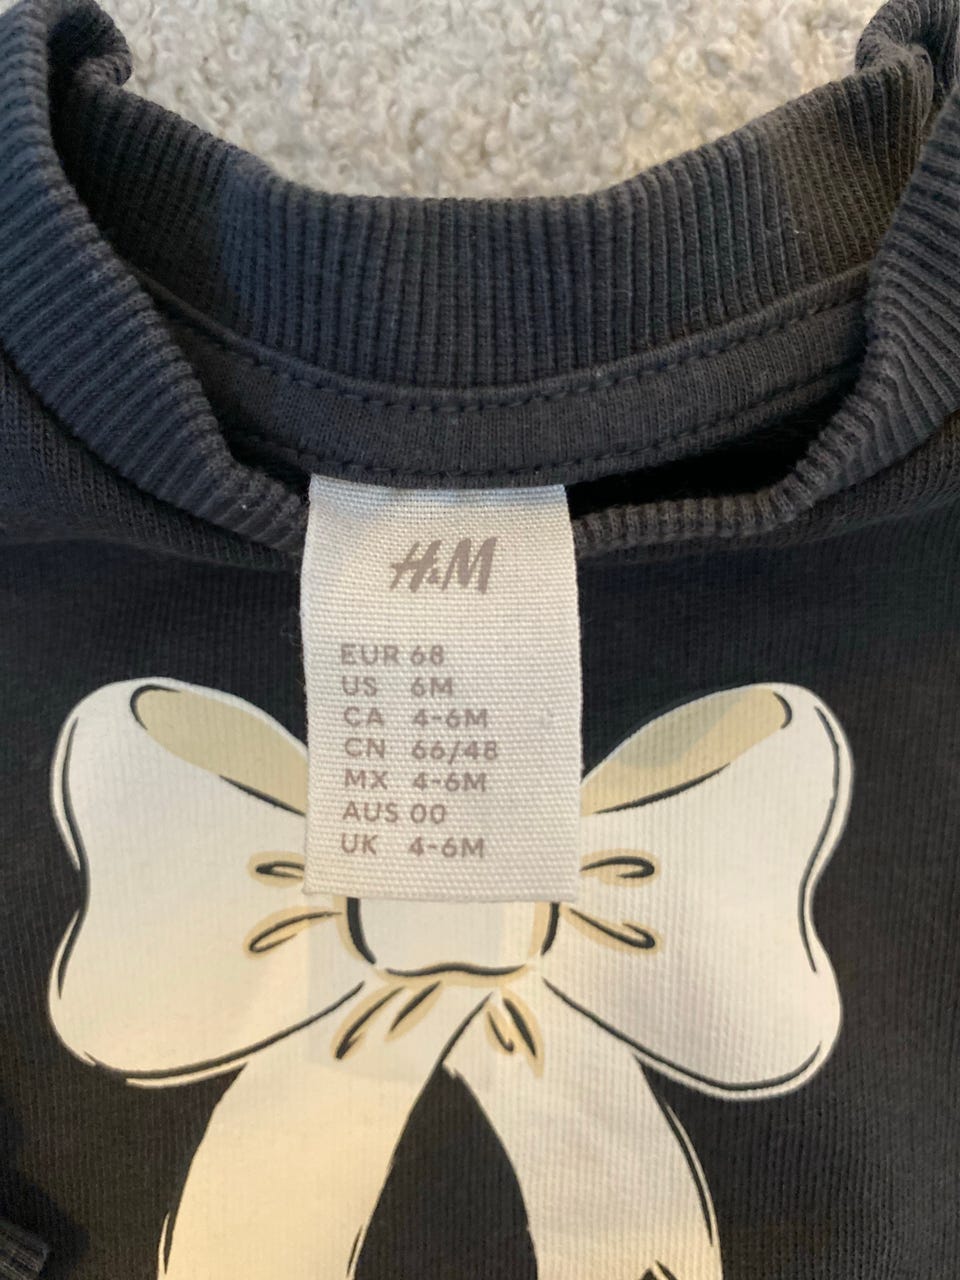 H&M
EUR 68
US 6M
CA 4-6M
CN 66/48
MX 4-6M
AUS 00
UK 4-6M